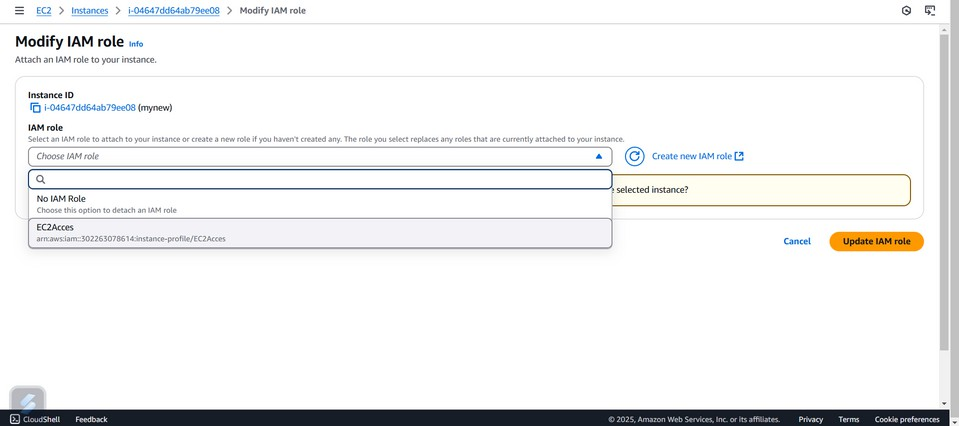 EC2 > Instances > i-04647dd64ab79ee08 > Modify IAM role
Modify IAM role Info
Attach an IAM role to your instance.
Instance ID
i-04647dd64ab79ee08 (mynew)
IAM role
Select an IAM role to attach to your instance or create a new role if you haven't created any. The role you select replaces any roles that are currently attached to your instance.
Choose IAM role
Create new IAM role
selected instance?
No IAM Role
Choose this option to detach an IAM role
EC2Acces
arn:aws:iam::302263078614:instance-profile/EC2Acces
Cancel Update IAM role
CloudShell Feedback © 2025, Amazon Web Services, Inc. or its affiliates. Privacy Terms Cookie preferences